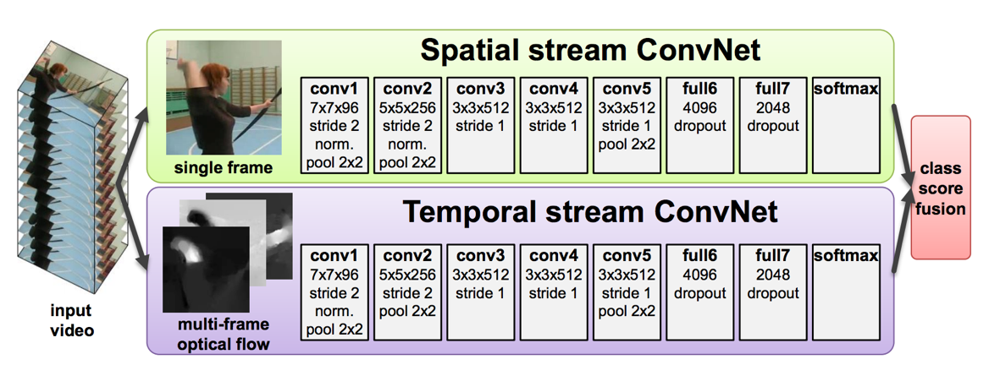 Spatial stream ConvNet
single frame
conv1
7x7x96
stride 2
norm.
pool 2x2
conv2
5x5x256
stride 2
norm.
pool 2x2
conv3
3x3x512
stride 1
conv4
3x3x512
stride 1
conv5
3x3x512
stride 1
pool 2x2
full6
4096
dropout
full7
2048
dropout
softmax
Temporal stream ConvNet
multi-frame
optical flow
conv1
7x7x96
stride 2
norm.
pool 2x2
conv2
5x5x256
stride 2
pool 2x2
conv3
3x3x512
stride 1
conv4
3x3x512
stride 1
conv5
3x3x512
stride 1
pool 2x2
full6
4096
dropout
full7
2048
dropout
softmax
input
video
class
score
fusion